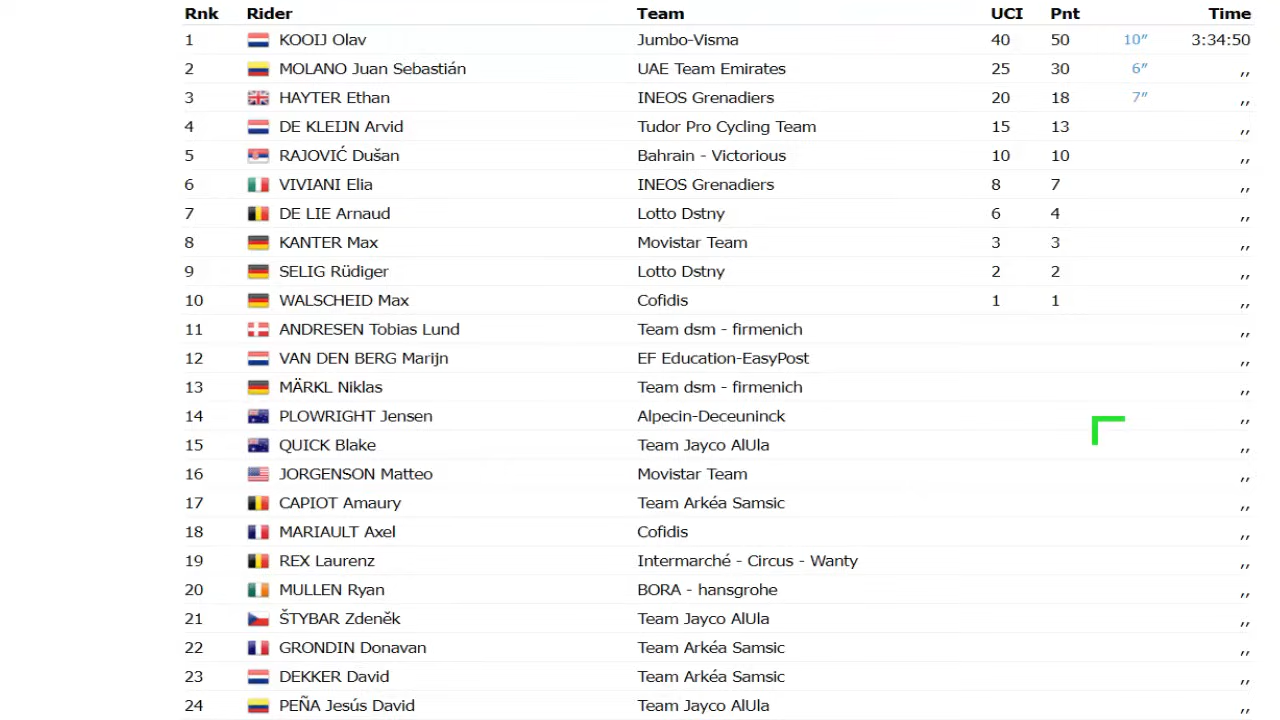 Rnk Rider Team UCI Pnt Time
1 KOOIJ Olav Jumbo-Visma 40 50 10″ 3:34:50
2 MOLANO Juan Sebastián UAE Team Emirates 25 30 6″ ,,
3 HAYTER Ethan INEOS Grenadiers 20 18 7″ ,,
4 DE KLEIJN Arvid Tudor Pro Cycling Team 15 13 ,,
5 RAJOVIĆ Dušan Bahrain - Victorious 10 10 ,,
6 VIVIANI Elia INEOS Grenadiers 8 7 ,,
7 DE LIE Arnaud Lotto Dstny 6 4 ,,
8 KANTER Max Movistar Team 3 3 ,,
9 SELIG Rüdiger Lotto Dstny 2 2 ,,
10 WALSCHEID Max Cofidis 1 1 ,,
11 ANDRESEN Tobias Lund Team dsm - firmenich ,,
12 VAN DEN BERG Marijn EF Education-EasyPost ,,
13 MÄRKL Niklas Team dsm - firmenich ,,
14 PLOWRIGHT Jensen Alpecin-Deceuninck ,,
15 QUICK Blake Team Jayco AlUla ,,
16 JORGENSON Matteo Movistar Team ,,
17 CAPIOT Amaury Team Arkéa Samsic ,,
18 MARIAULT Axel Cofidis ,,
19 REX Laurenz Intermarché - Circus - Wanty ,,
20 MULLEN Ryan BORA - hansgrohe ,,
21 ŠTYBAR Zdeněk Team Jayco AlUla ,,
22 GRONDIN Donavan Team Arkéa Samsic ,,
23 DEKKER David Team Arkéa Samsic ,,
24 PEÑA Jesús David Team Jayco AlUla ,,